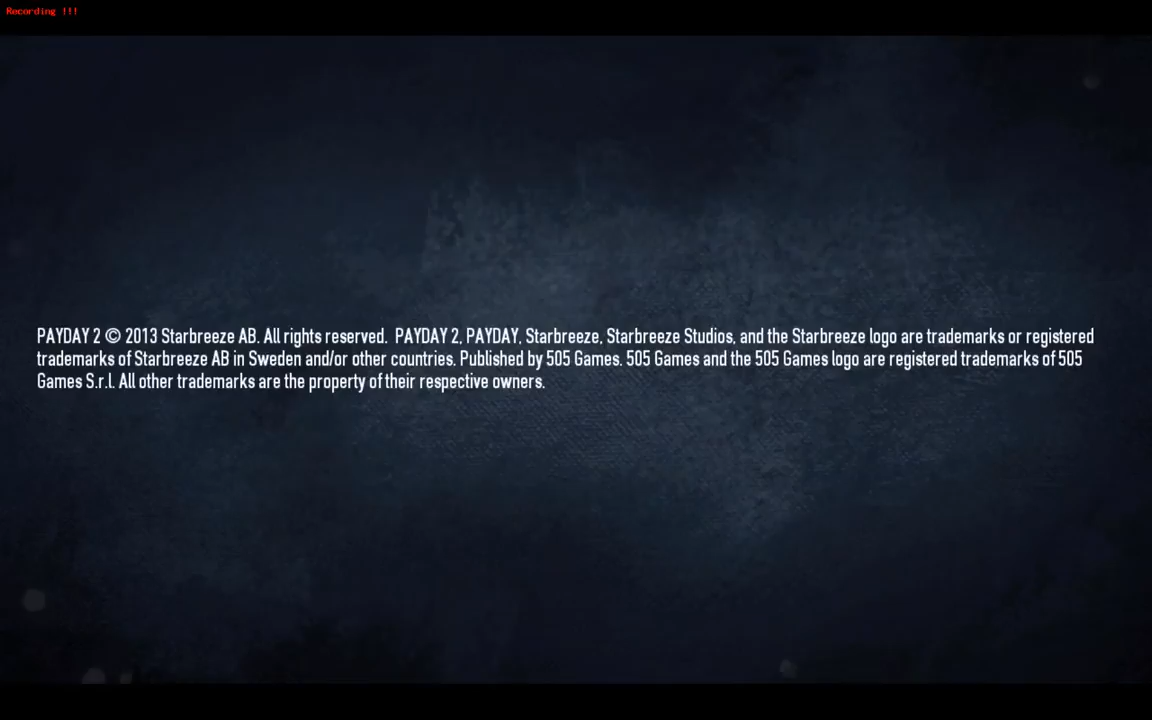 Recording !!!
PAYDAY 2 © 2013 Starbreeze AB. All rights reserved.  PAYDAY 2, PAYDAY, Starbreeze, Starbreeze Studios, and the Starbreeze logo are trademarks or registered
trademarks of Starbreeze AB in Sweden and/or other countries. Published by 505 Games. 505 Games and the 505 Games logo are registered trademarks of 505
Games S.r.l. All other trademarks are the property of their respective owners.